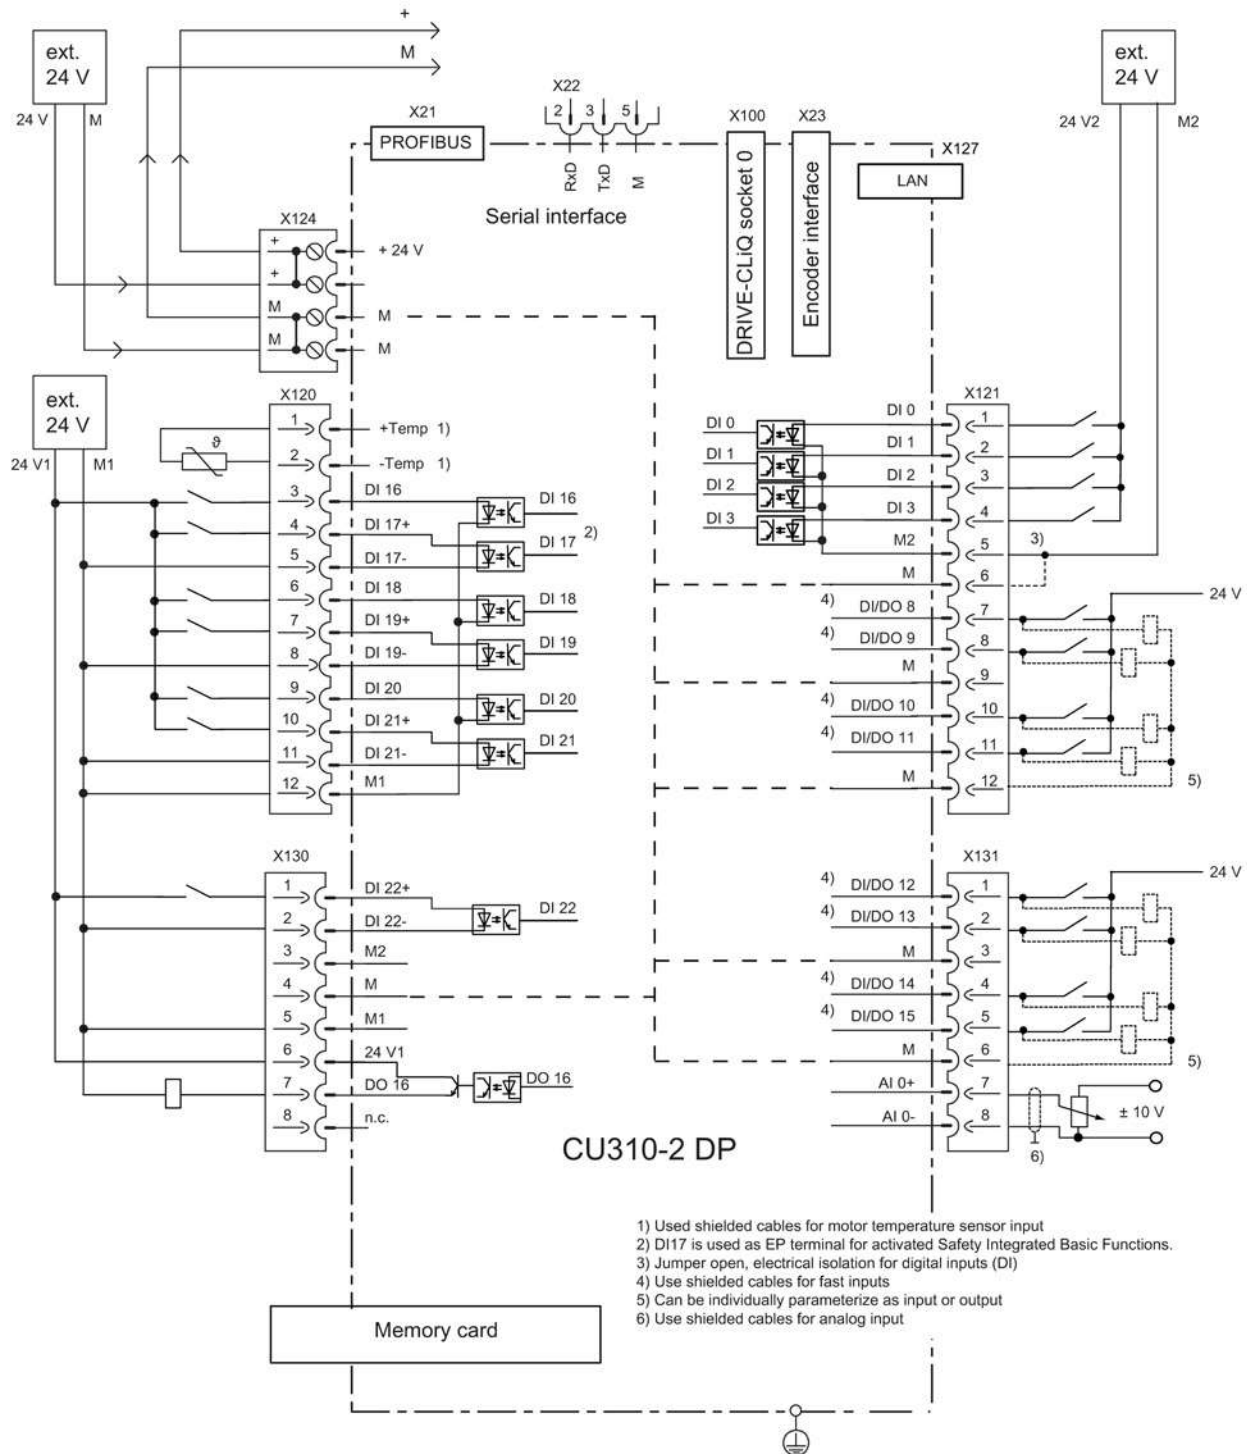 +
M
ext.
24 V
24 V
M
X21
PROFIBUS
X22
2 3 5
RxD
TxD
M
Serial interface
X100
DRIVE-CLiQ socket 0
X23
Encoder interface
X127
LAN
ext.
24 V
24 V2
M2
X124
+
+ 24 V
+
M
M
M
M
ext.
24 V
24 V1
M1
X120
ϑ
1
+Temp 1)
2
-Temp 1)
3
DI 16
DI 16
4
DI 17+
DI 17
2)
5
DI 17-
6
DI 18
DI 18
7
DI 19+
DI 19
8
DI 19-
9
DI 20
DI 20
10
DI 21+
DI 21
11
DI 21-
12
M1
X121
DI 0
DI 0
1
DI 1
DI 1
2
DI 2
DI 2
3
DI 3
DI 3
4
M2
5
3)
M
6
24 V
4) DI/DO 8
7
4) DI/DO 9
8
M
9
4) DI/DO 10
10
4) DI/DO 11
11
M
12
5)
X130
1
DI 22+
DI 22
2
DI 22-
3
M2
4
M
5
M1
6
24 V1
7
DO 16
DO 16
8
n.c.
X131
24 V
4) DI/DO 12
1
4) DI/DO 13
2
M
3
4) DI/DO 14
4
4) DI/DO 15
5
M
6
5)
AI 0+
7
± 10 V
AI 0-
8
6)
CU310-2 DP
1) Used shielded cables for motor temperature sensor input
2) DI17 is used as EP terminal for activated Safety Integrated Basic Functions.
3) Jumper open, electrical isolation for digital inputs (DI)
4) Use shielded cables for fast inputs
5) Can be individually parameterize as input or output
6) Use shielded cables for analog input
Memory card